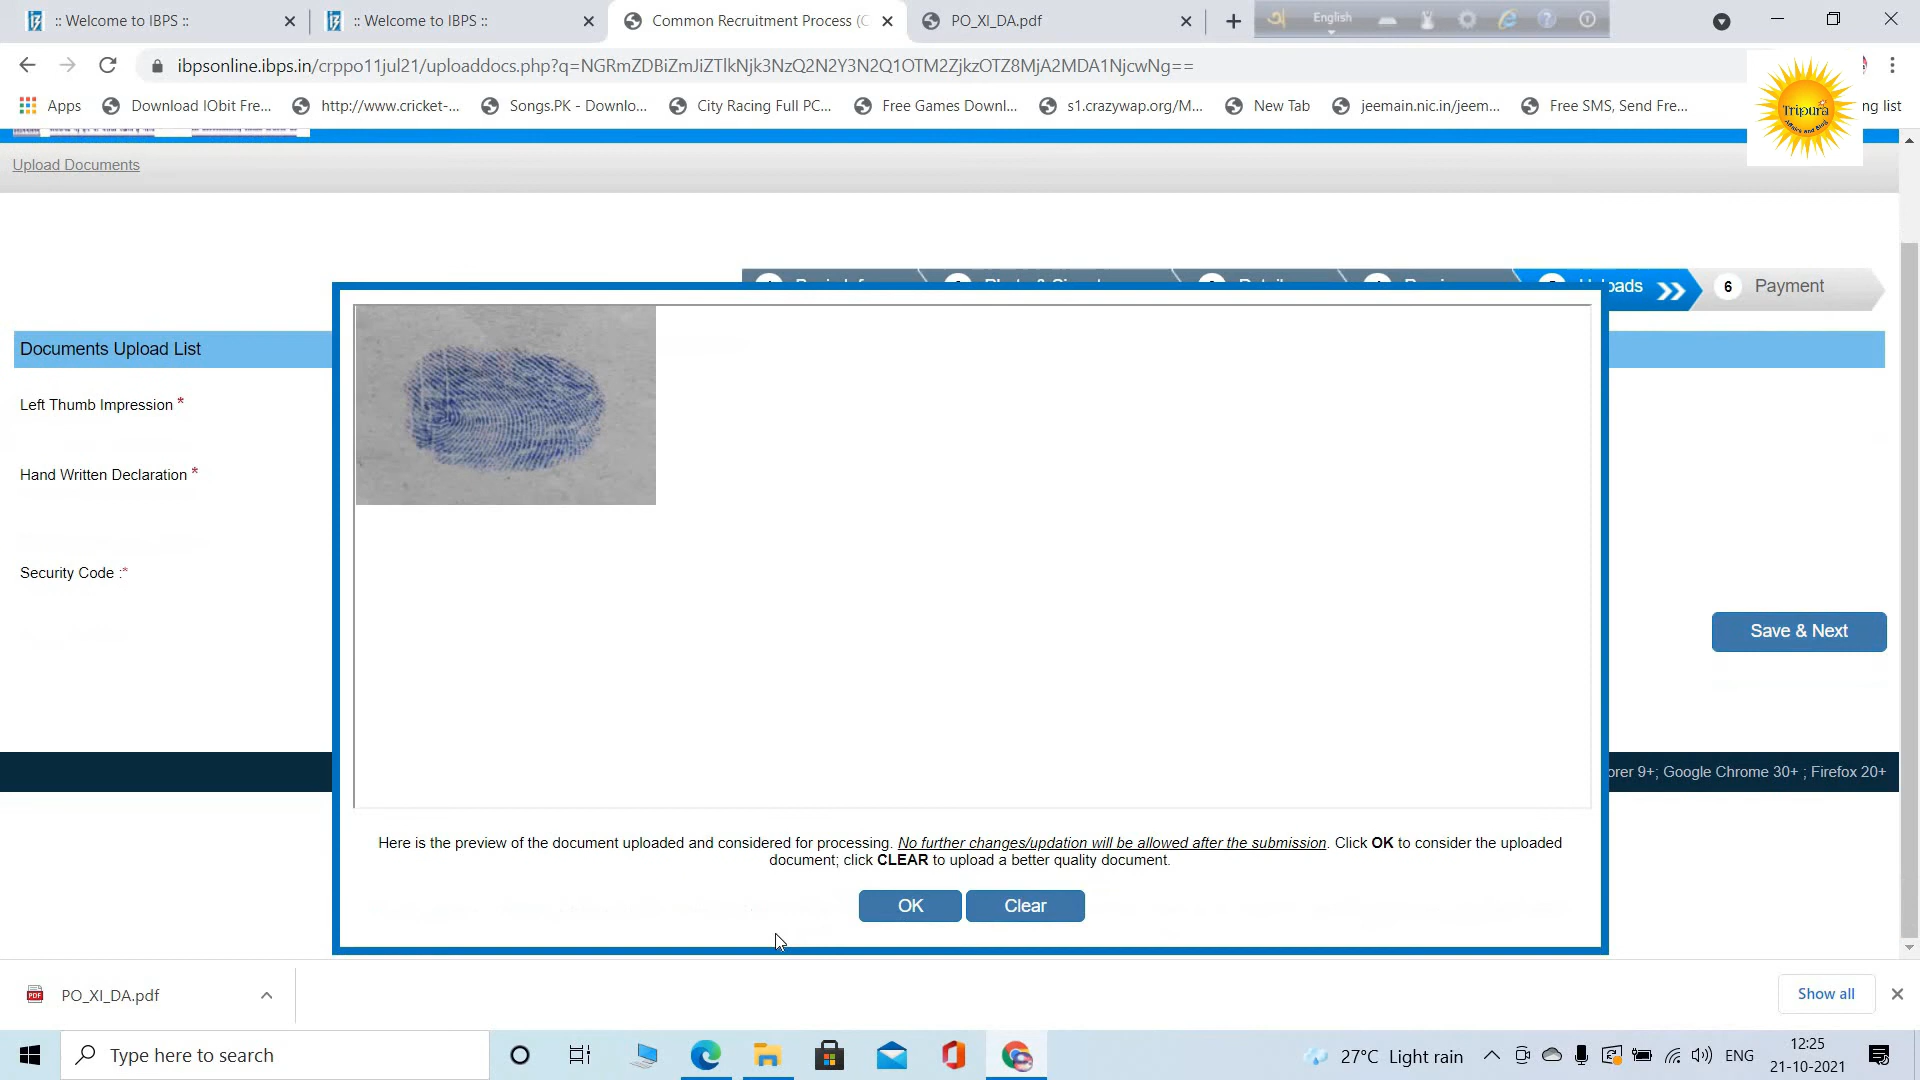 :: Welcome to IBPS ::
:: Welcome to IBPS ::
Common Recruitment Process (C
PO_XI_DA.pdf
English
ibpsonline.ibps.in/crppo11jul21/uploaddocs.php?q=NGRmZDBiZmJiZTlkNjk3NzQ2N2Y3N2Q1OTM2ZjkzOTZ8MjA2MDA1NjcwNg==
Apps
Download IObit Fre...
http://www.cricket-...
Songs.PK - Downlo...
City Racing Full PC...
Free Games Downl...
s1.crazywap.org/M...
New Tab
jeemain.nic.in/jeem...
Free SMS, Send Fre...
ng list
Tripura
Upload Documents
6 Payment
Documents Upload List
Left Thumb Impression *
Hand Written Declaration *
Security Code :*
Save & Next
orer 9+; Google Chrome 30+ ; Firefox 20+
Here is the preview of the document uploaded and considered for processing. No further changes/updation will be allowed after the submission. Click OK to consider the uploaded
document; click CLEAR to upload a better quality document.
OK
Clear
PDF
PO_XI_DA.pdf
Show all
Type here to search
27°C Light rain
ENG
12:25
21-10-2021